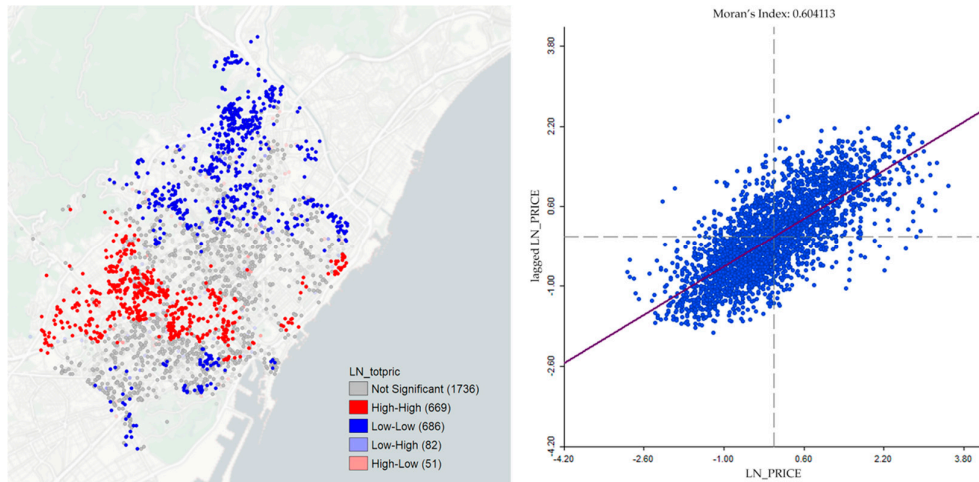 LN_totpric
Not Significant (1736)
High-High (669)
Low-Low (686)
Low-High (82)
High-Low (51)
Moran's Index: 0.604113
3.80
2.20
0.60
-1.00
-2.60
-4.20
lagged LN_PRICE
-4.20 -2.60 -1.00 0.60 2.20 3.80
LN_PRICE